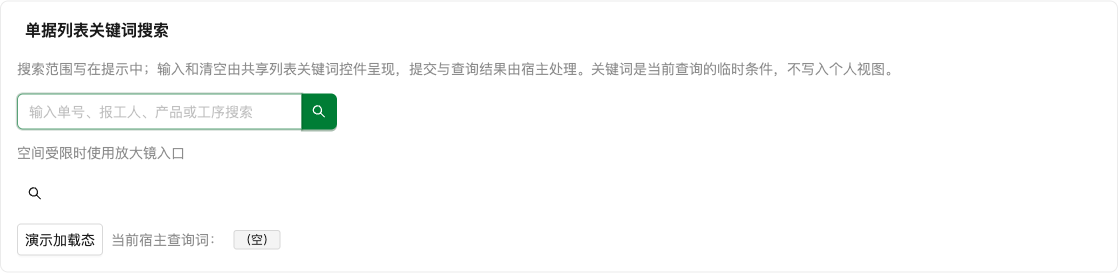 单据列表关键词搜索
搜索范围写在提示中；输入和清空由共享列表关键词控件呈现，提交与查询结果由宿主处理。关键词是当前查询的临时条件，不写入个人视图。
输入单号、报工人、产品或工序搜索
空间受限时使用放大镜入口
演示加载态 当前宿主查询词： （空）